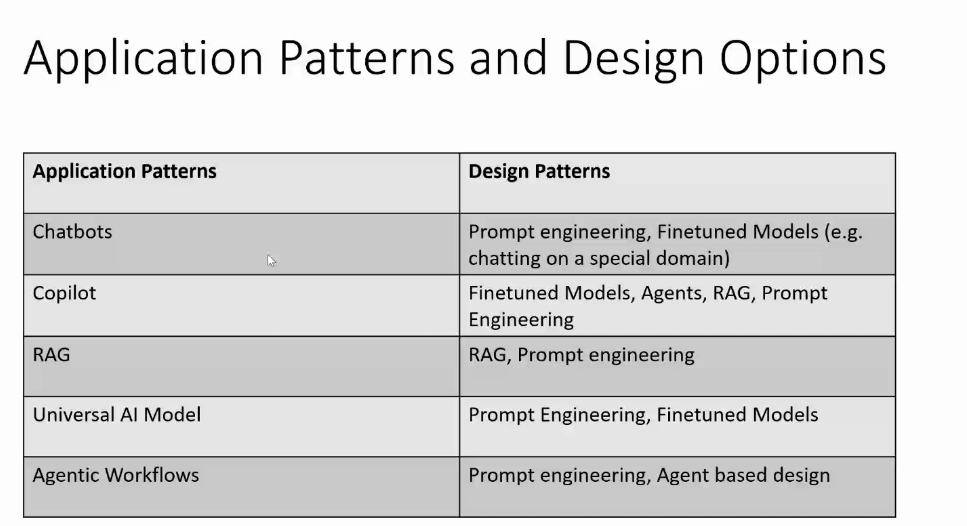 Application Patterns and Design Options
Application Patterns
Design Patterns
Chatbots
Prompt engineering, Finetuned Models (e.g.
chatting on a special domain)
Copilot
Finetuned Models, Agents, RAG, Prompt
Engineering
RAG
RAG, Prompt engineering
Universal AI Model
Prompt Engineering, Finetuned Models
Agentic Workflows
Prompt engineering, Agent based design